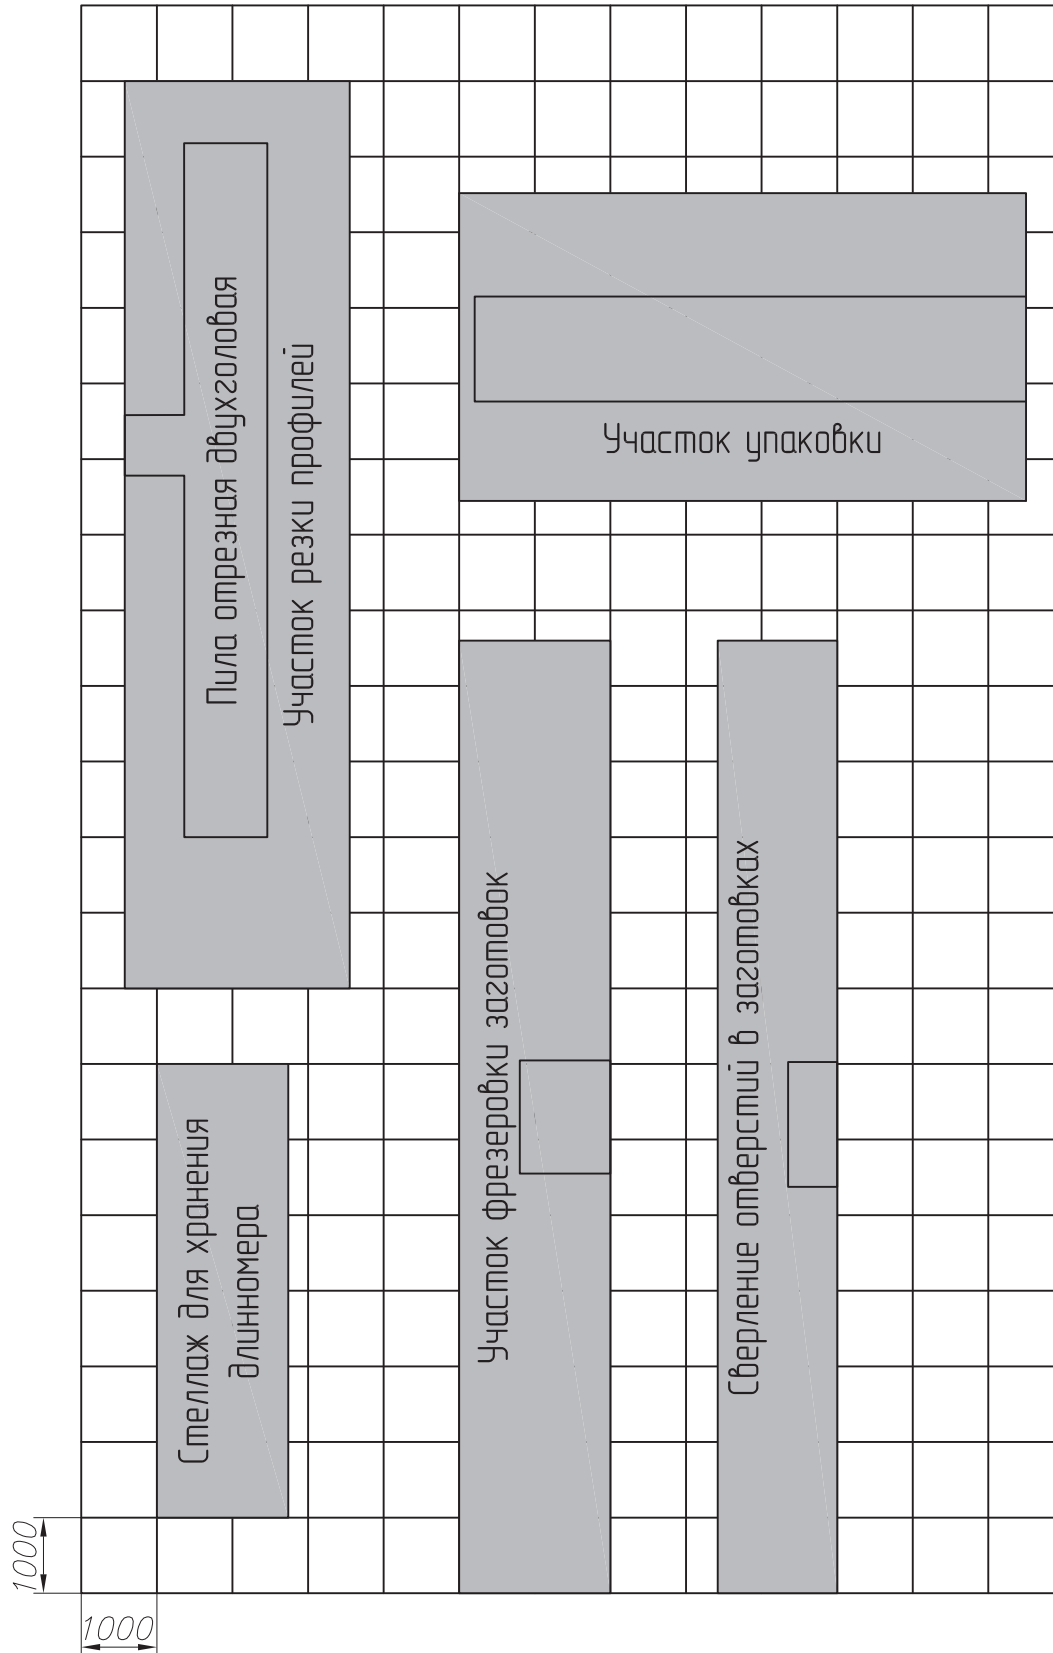 Пила отрезная двухголовая
Участок резки профилей
Участок упаковки
Стеллаж для хранения
длинномера
Участок фрезеровки заготовок
Сверление отверстий в заготовках
1000
1000